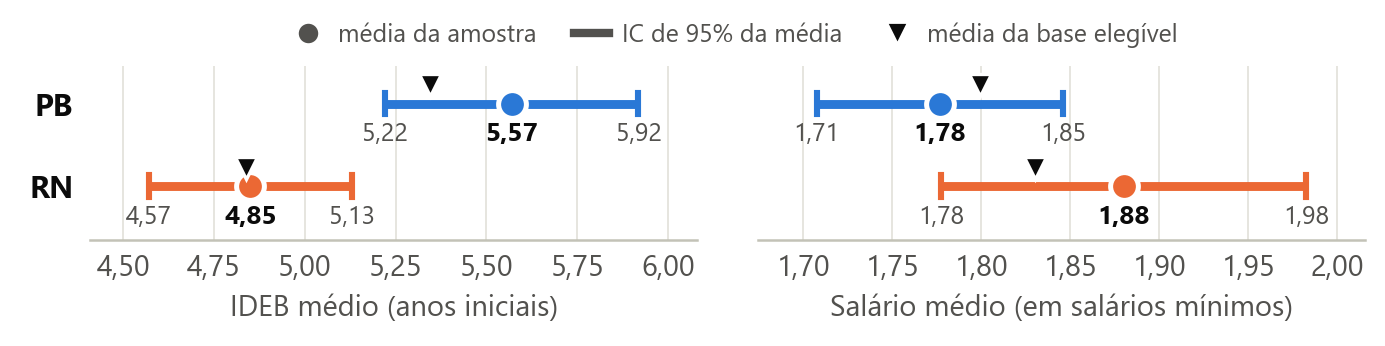 média da amostra IC de 95% da média média da base elegível
PB
5,22 5,57 5,92
1,71 1,78 1,85
RN
4,57 4,85 5,13
1,78 1,88 1,98
4,50 4,75 5,00 5,25 5,50 5,75 6,00
1,70 1,75 1,80 1,85 1,90 1,95 2,00
IDEB médio (anos iniciais)
Salário médio (em salários mínimos)